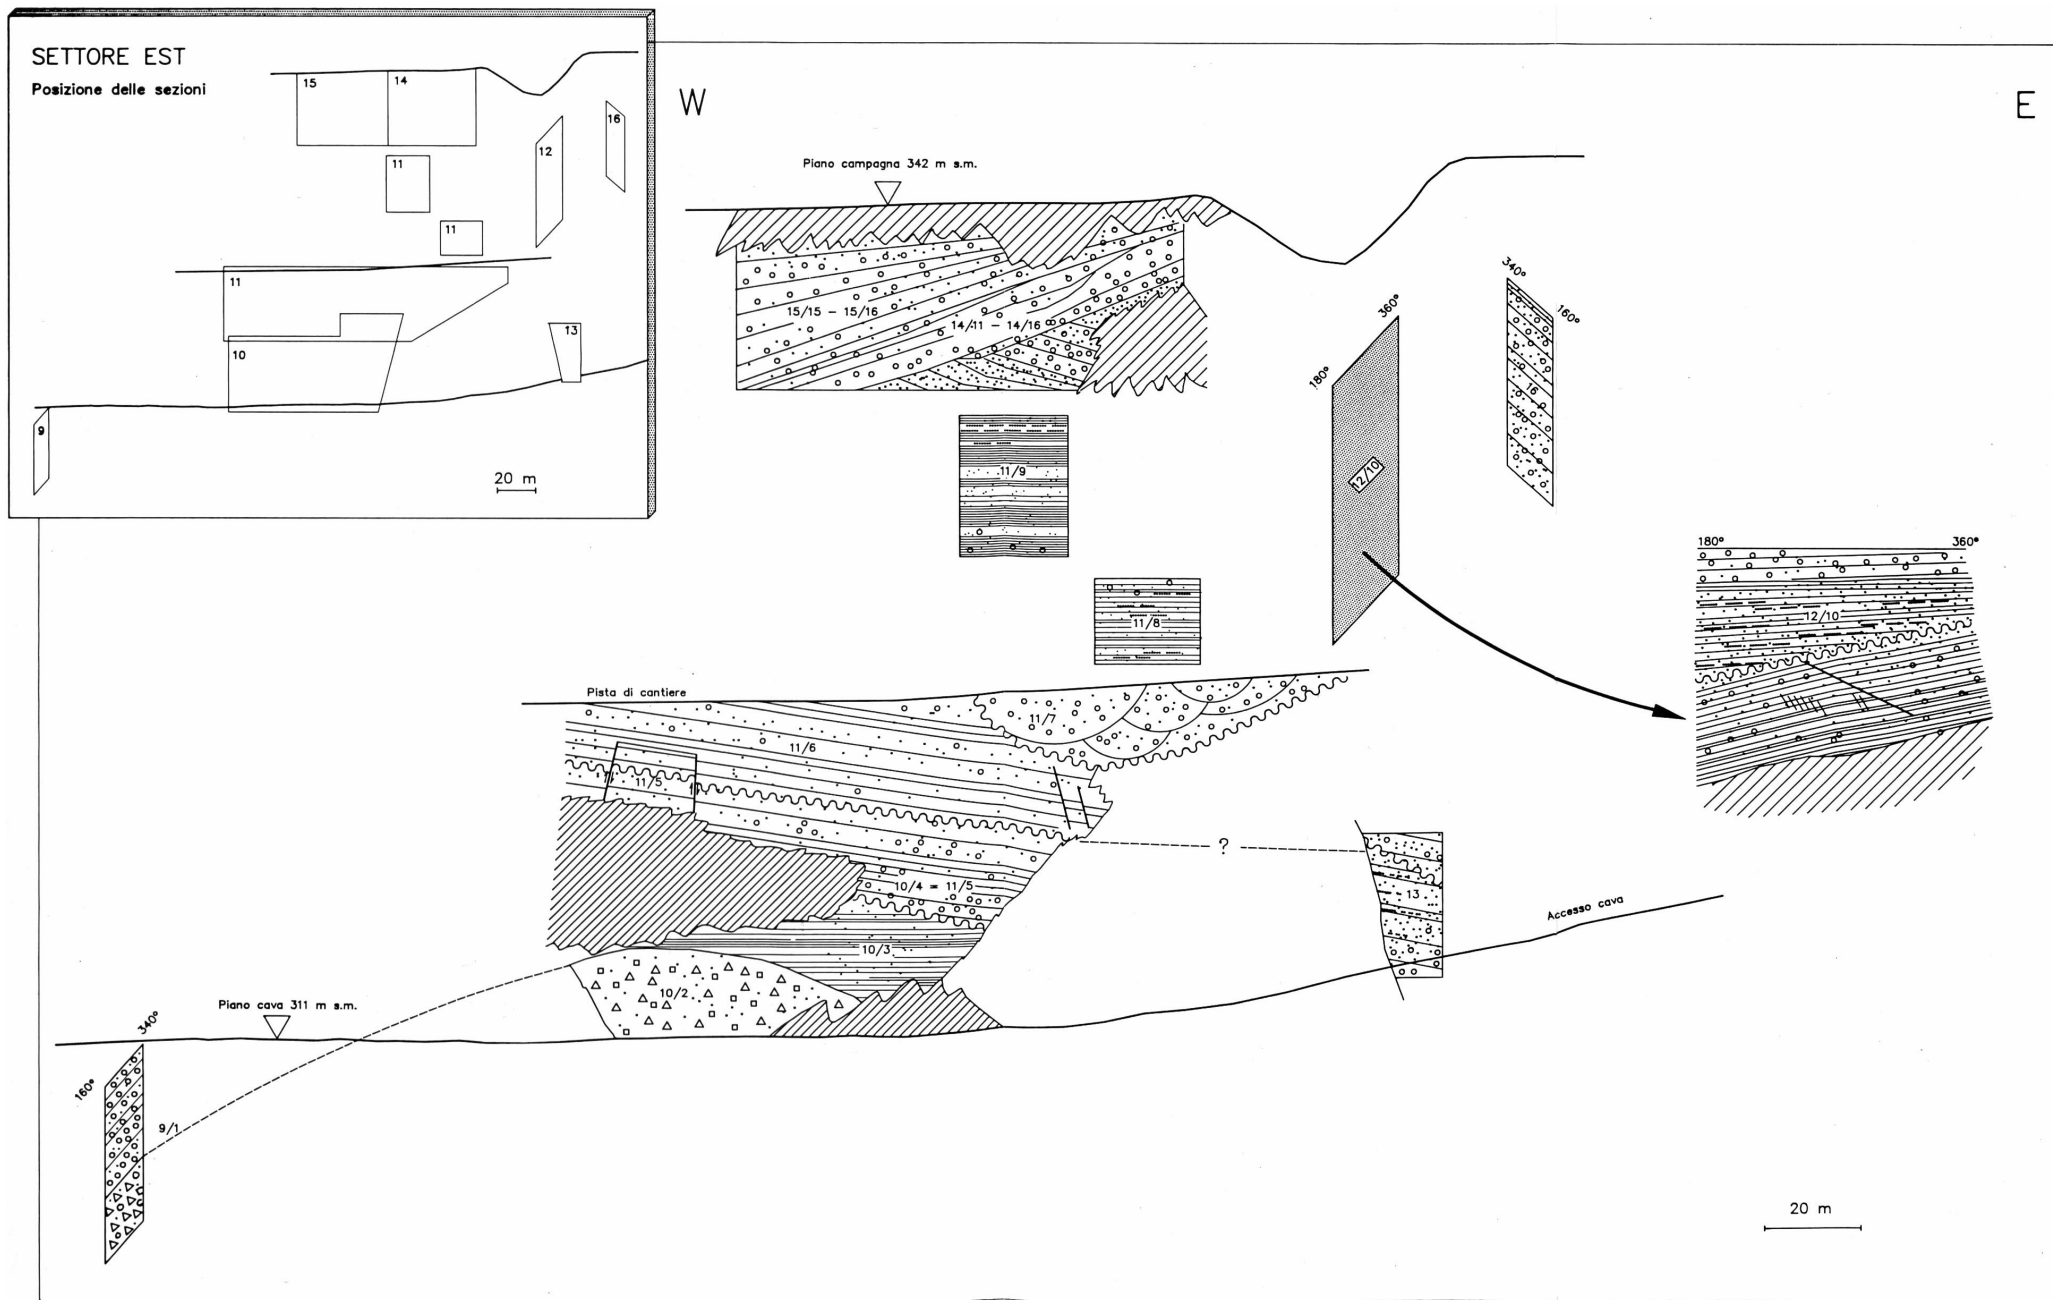 SETTORE EST
Posizione delle sezioni
15
14
16
12
11
11
11
10
13
9
20 m
W
E
Piano campagna 342 m s.m.
15/15 - 15/16
14/11 - 14/16
340°
160°
16
360°
180°
12/10
11/9
11/8
180°
360°
12/10
Pista di cantiere
11/7
11/6
11/5
?
10/4 = 11/5
13
Accesso cava
10/3
10/2
Piano cava 311 m s.m.
340°
160°
9/1
20 m